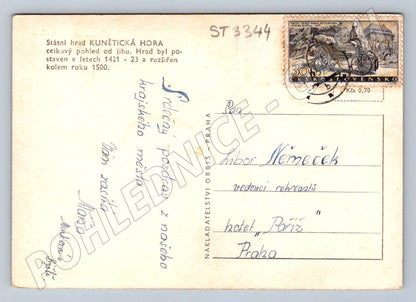 ST 3344
Státní hrad KUNĚTICKÁ HORA
celkový pohled od jihu. Hrad byl po-
staven v letech 1421 - 23 a rozšířen
kolem roku 1500.
30 h
ČESKOSLOVENSKO
Kčs 0,70
Srdečný pozdrav z našeho
krajského města
Vám zasílá
Pan
Libor Němeček
vedoucí
hotel "Paříž"
Praha
NAKLADATELSTVÍ ORBIS - PRAHA
POHLEDNICE